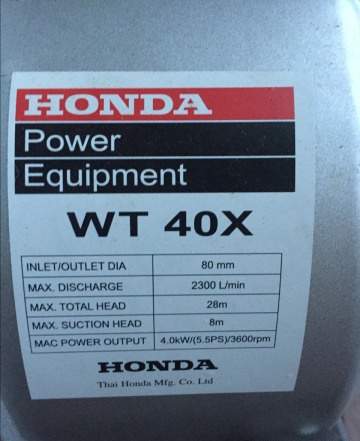 HONDA
Power
Equipment
WT 40X
INLET/OUTLET DIA 80 mm
MAX. DISCHARGE 2300 L/min
MAX. TOTAL HEAD 28m
MAX. SUCTION HEAD 8m
MAC POWER OUTPUT 4.0kW/(5.5PS)/3600rpm
HONDA
Thai Honda Mfg. Co. Ltd